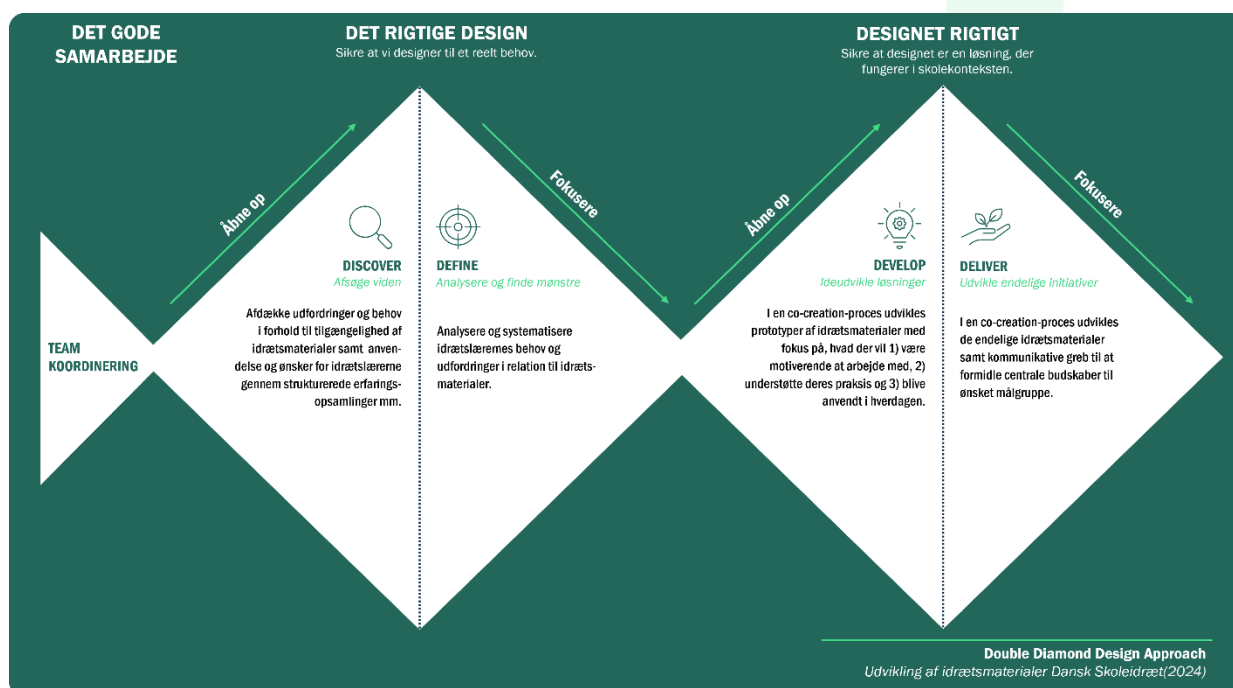 DET GODE
SAMARBEJDE
DET RIGTIGE DESIGN
Sikre at vi designer til et reelt behov.
DESIGNET RIGTIGT
Sikre at designet er en løsning, der
fungerer i skolekonteksten.
TEAM
KOORDINERING
Åbne op
Fokusere
DISCOVER
Afsøge viden
Afdække udfordringer og behov
i forhold til tilgængelighed af
idrætsmaterialer samt anven-
delse og ønsker for idrætslærerne
gennem strukturerede erfarings-
opsamlinger mm.
DEFINE
Analysere og finde mønstre
Analysere og systematisere
idrætslærernes behov og
udfordringer i relation til idræts-
materialer.
Åbne op
Fokusere
DEVELOP
Ideudvikle løsninger
I en co-creation-proces udvikles
prototyper af idrætsmaterialer med
fokus på, hvad der vil 1) være
motiverende at arbejde med, 2)
understøtte deres praksis og 3) blive
anvendt i hverdagen.
DELIVER
Udvikle endelige initiativer
I en co-creation-proces udvikles
de endelige idrætsmaterialer
samt kommunikative greb til at
formidle centrale budskaber til
ønsket målgruppe.
Double Diamond Design Approach
Udvikling af idrætsmaterialer Dansk Skoleidræt(2024)